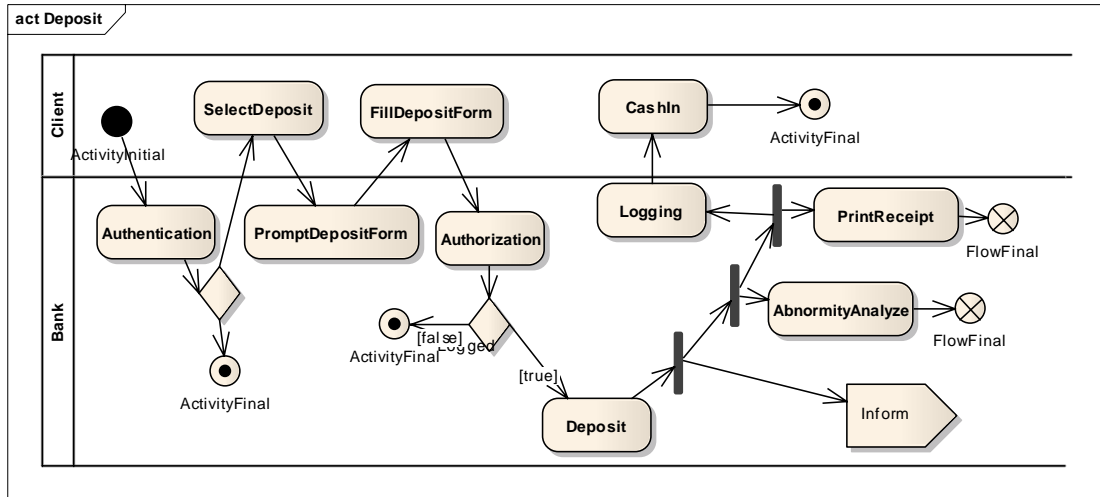 act Deposit
Client
SelectDeposit
FillDepositForm
CashIn
ActivityFinal
ActivityInitial
Bank
Authentication
PromptDepositForm
Authorization
Logging
PrintReceipt
FlowFinal
AbnormityAnalyze
FlowFinal
[false]
Logged
ActivityFinal
[true]
ActivityFinal
Deposit
Inform